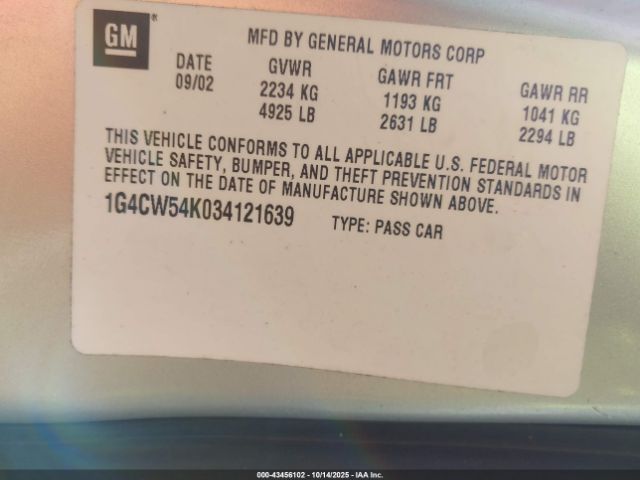 GM ®
MFD BY GENERAL MOTORS CORP
DATE GVWR GAWR FRT GAWR RR
09/02 2234 KG 1193 KG 1041 KG
4925 LB 2631 LB 2294 LB
THIS VEHICLE CONFORMS TO ALL APPLICABLE U.S. FEDERAL MOTOR
VEHICLE SAFETY, BUMPER, AND THEFT PREVENTION STANDARDS IN
EFFECT ON THE DATE OF MANUFACTURE SHOWN ABOVE.
1G4CW54K034121639 TYPE: PASS CAR
000-43456102 - 10/14/2025 - IAA Inc.